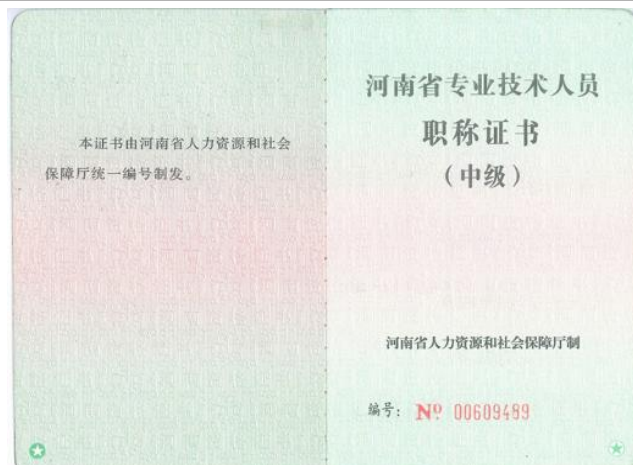 本证书由河南省人力资源和社会
保障厅统一编号制发。
河南省专业技术人员
职称证书
（中级）
河南省人力资源和社会保障厅制
编号: Nº 00609489